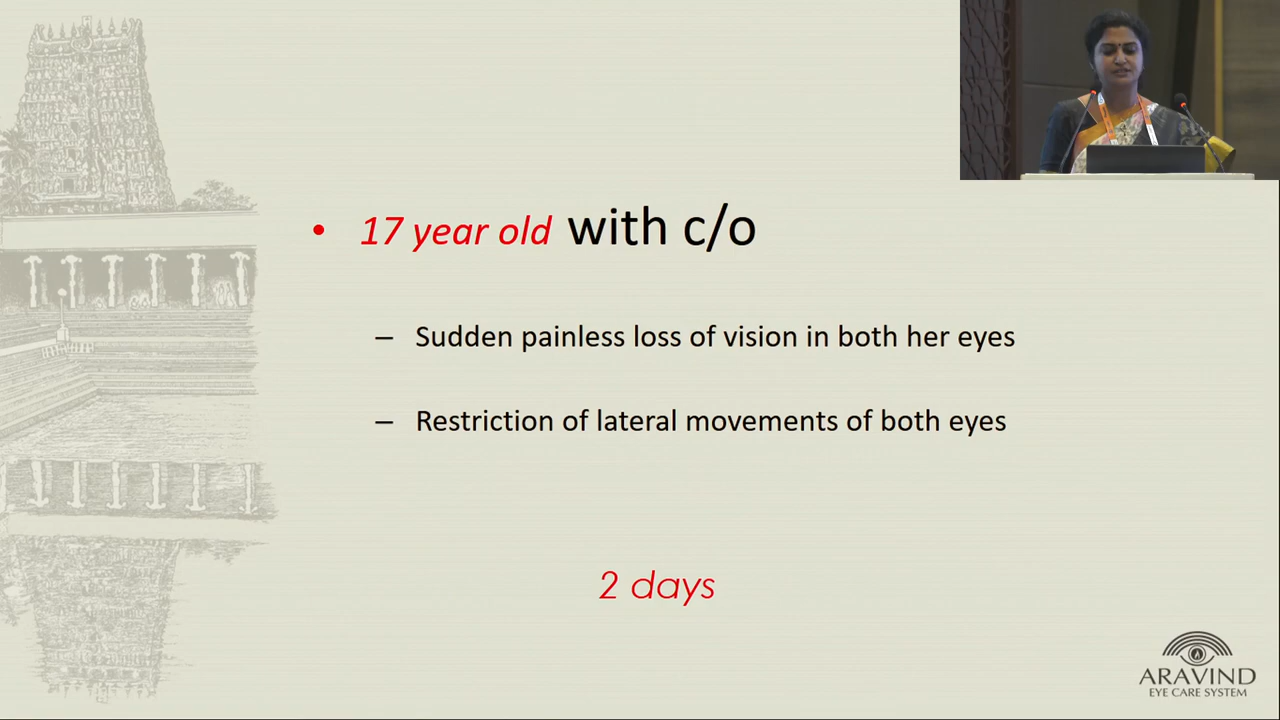 • 17 year old with c/o
– Sudden painless loss of vision in both her eyes
– Restriction of lateral movements of both eyes
2 days
ARAVIND
EYE CARE SYSTEM